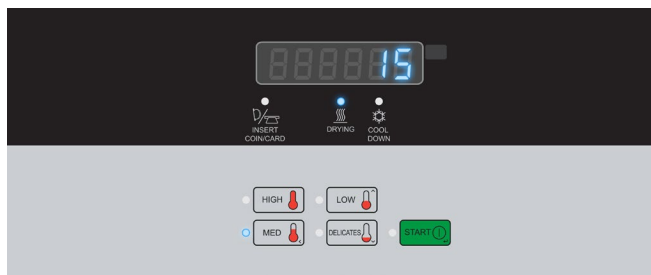 15
INSERT
COIN/CARD
DRYING
COOL
DOWN
HIGH
LOW
MED
DELICATES
START